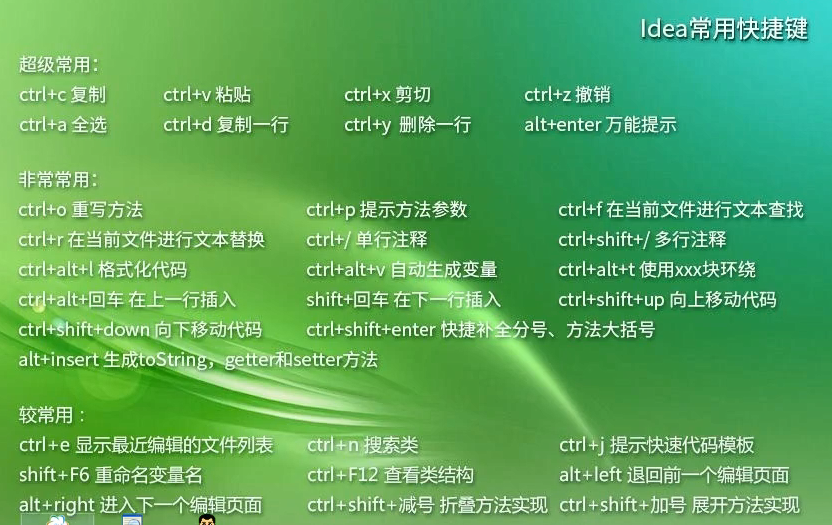 Idea常用快捷键
超级常用：
ctrl+c 复制 ctrl+v 粘贴 ctrl+x 剪切 ctrl+z 撤销
ctrl+a 全选 ctrl+d 复制一行 ctrl+y 删除一行 alt+enter 万能提示
非常常用：
ctrl+o 重写方法 ctrl+p 提示方法参数 ctrl+f 在当前文件进行文本查找
ctrl+r 在当前文件进行文本替换 ctrl+/ 单行注释 ctrl+shift+/ 多行注释
ctrl+alt+l 格式化代码 ctrl+alt+v 自动生成变量 ctrl+alt+t 使用xxx块环绕
ctrl+alt+回车 在上一行插入 shift+回车 在下一行插入 ctrl+shift+up 向上移动代码
ctrl+shift+down 向下移动代码 ctrl+shift+enter 快捷补全分号、方法大括号
alt+insert 生成toString，getter和setter方法
较常用：
ctrl+e 显示最近编辑的文件列表 ctrl+n 搜索类 ctrl+j 提示快速代码模板
shift+F6 重命名变量名 ctrl+F12 查看类结构 alt+left 退回前一个编辑页面
alt+right 进入下一个编辑页面 ctrl+shift+减号 折叠方法实现 ctrl+shift+加号 展开方法实现